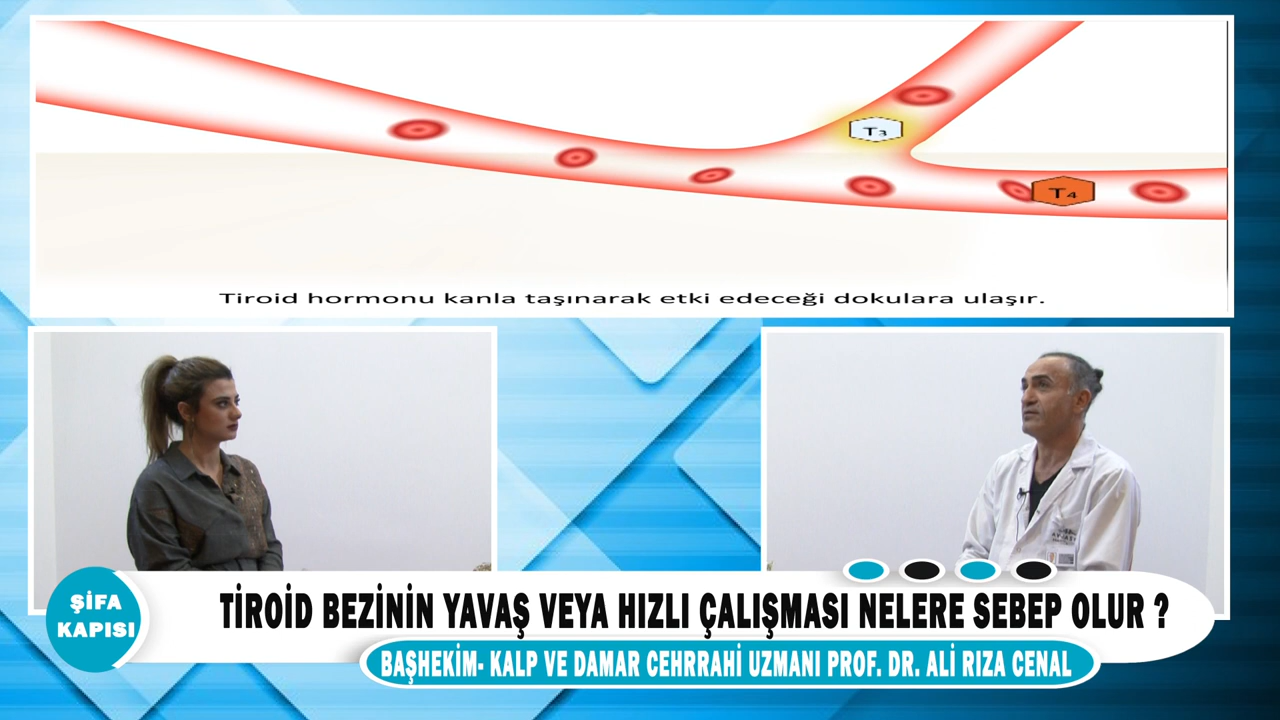 T3
T4
Tiroid hormonu kanla taşınarak etki edeceği dokulara ulaşır.
ŞİFA
KAPISI
TİROİD BEZİNİN YAVAŞ VEYA HIZLI ÇALIŞMASI NELERE SEBEP OLUR ?
BAŞHEKİM- KALP VE DAMAR CEHRRAHİ UZMANI PROF. DR. ALİ RIZA CENAL